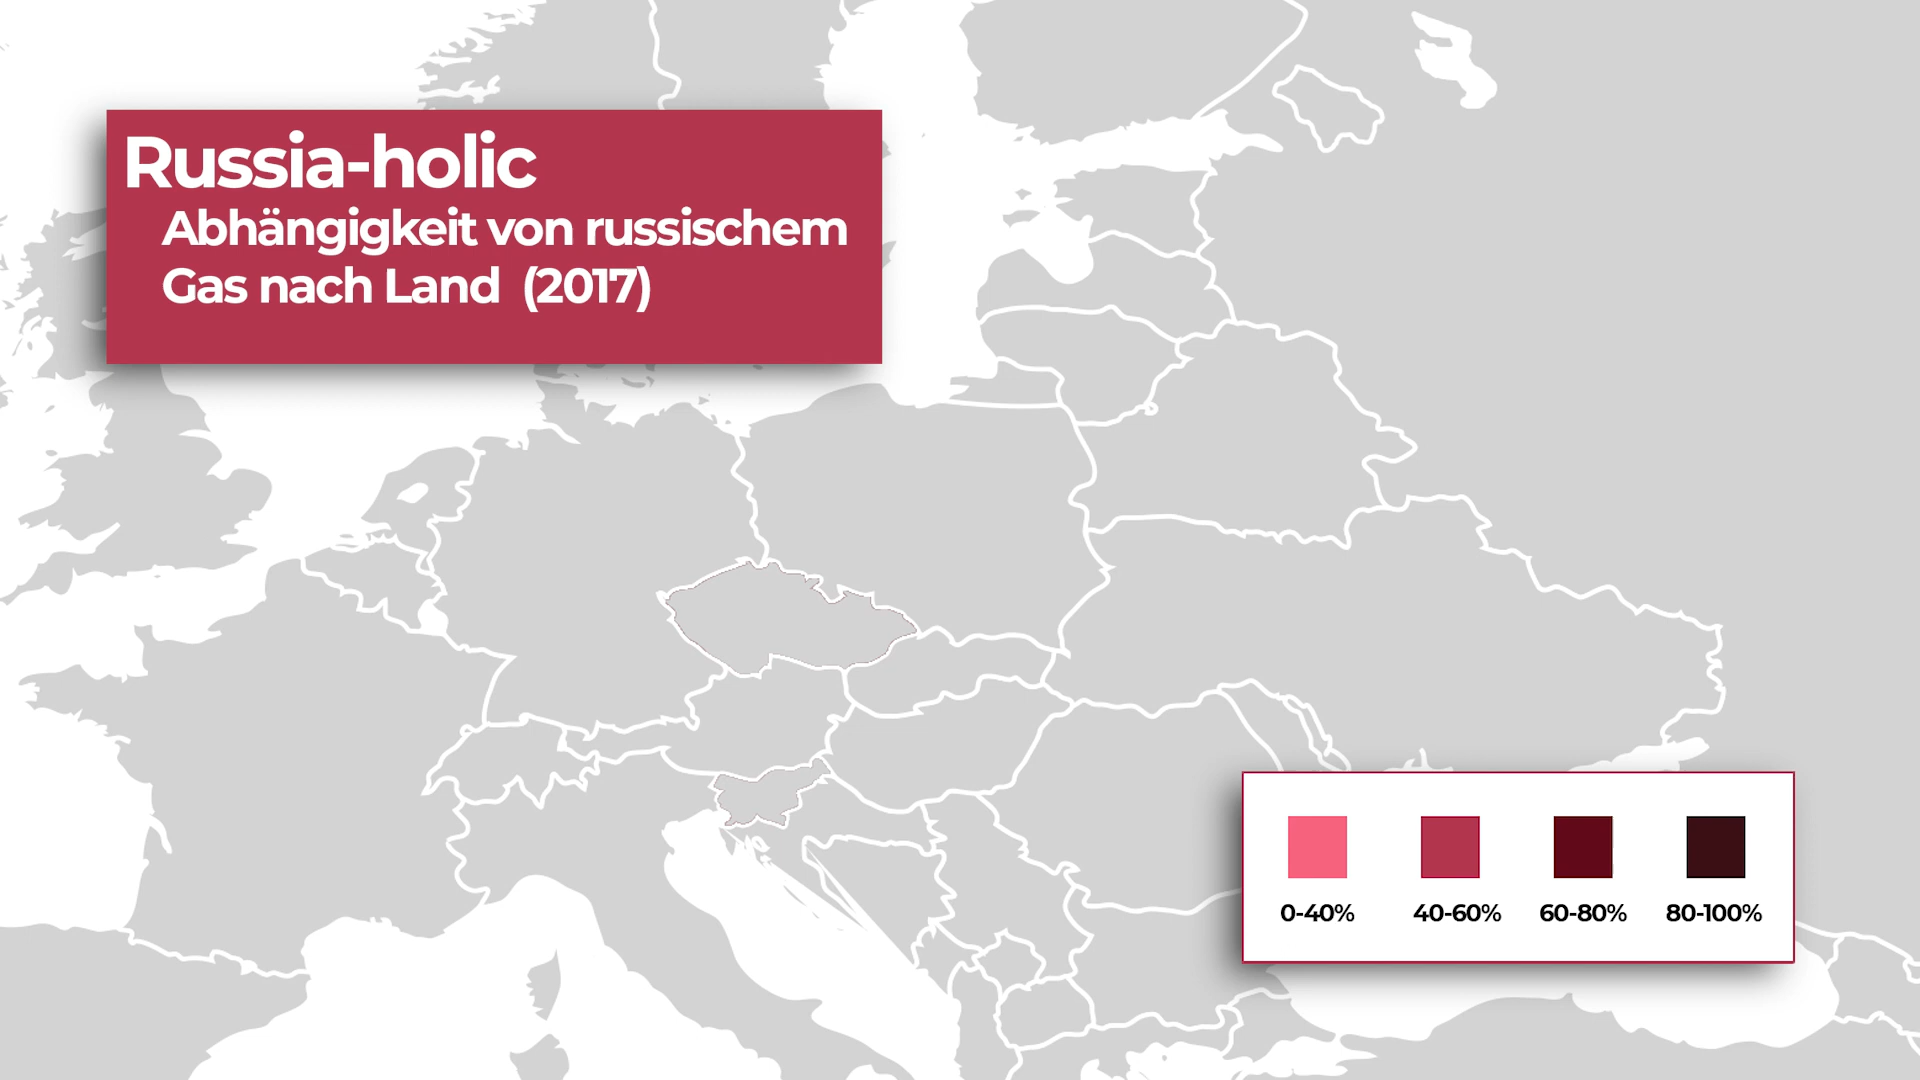 Russia-holic
Abhängigkeit von russischem
Gas nach Land (2017)
0-40% 40-60% 60-80% 80-100%